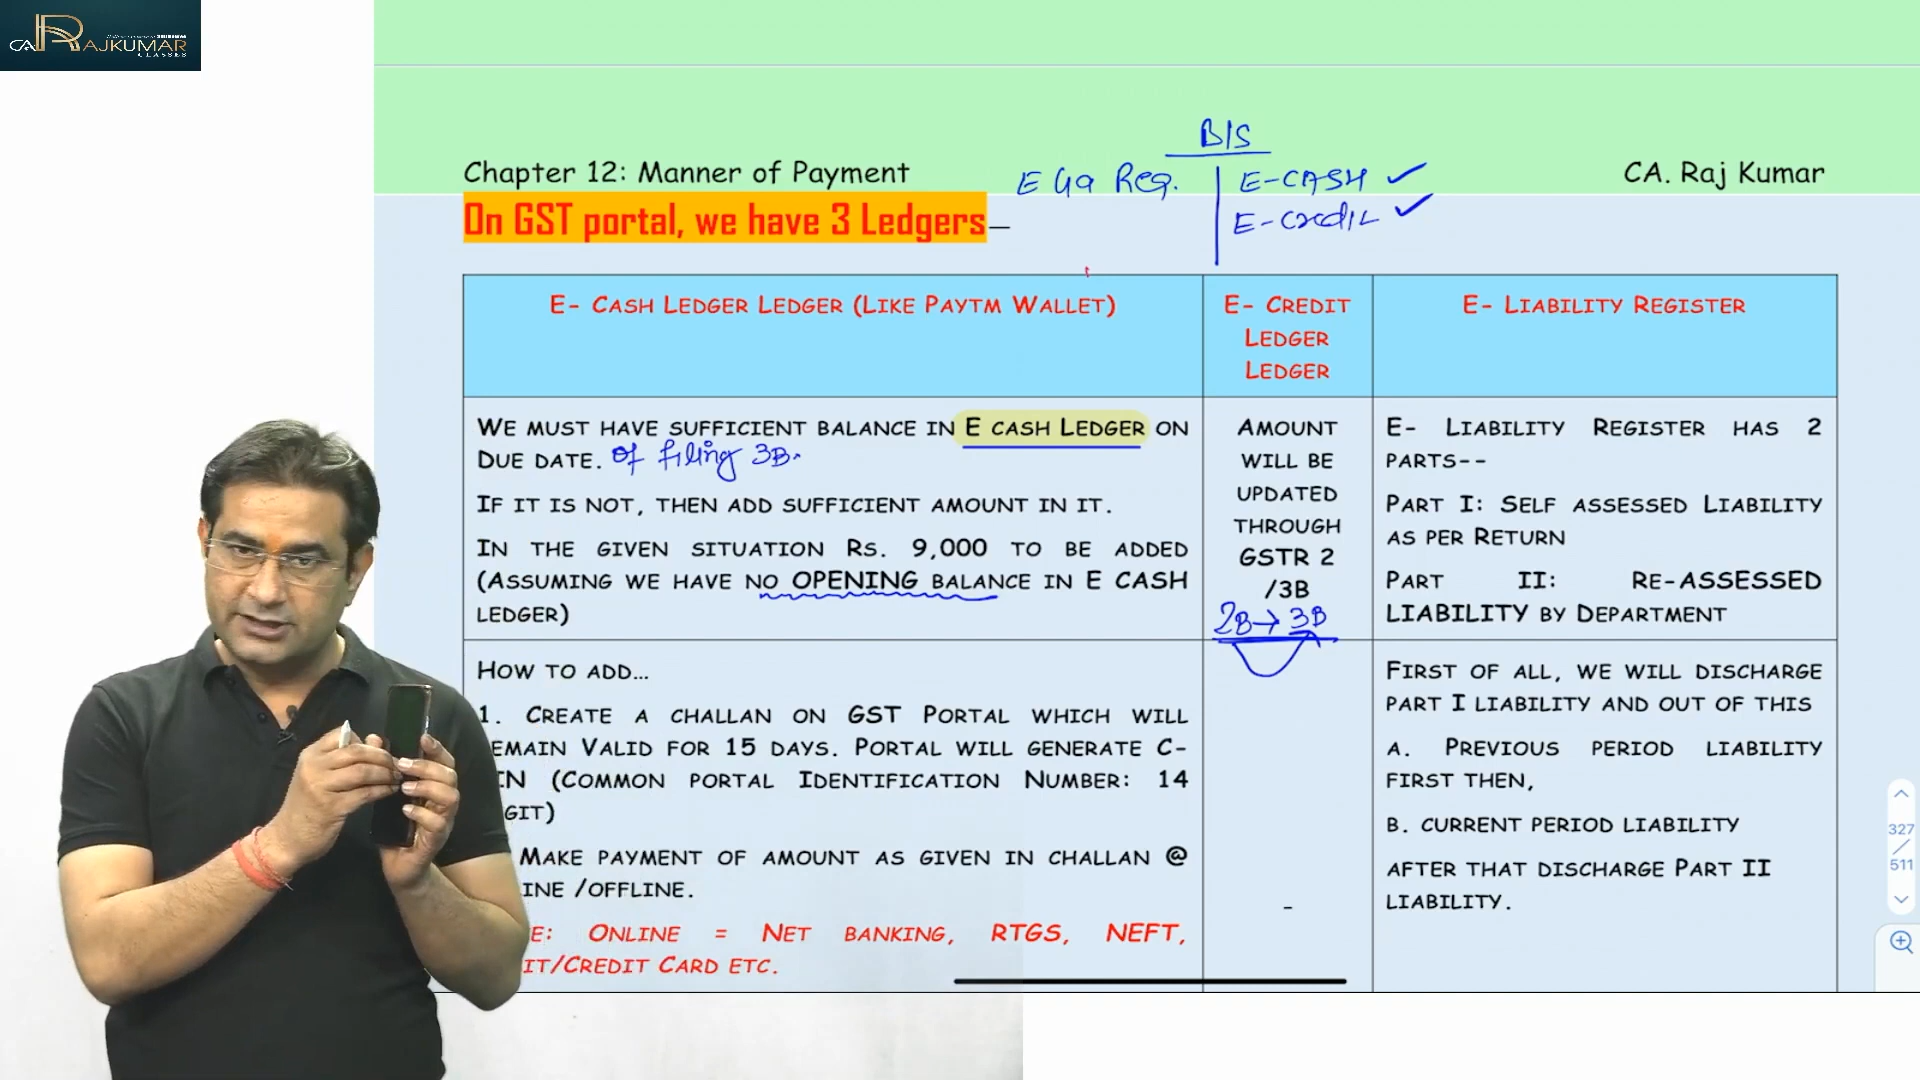 CA RAJKUMAR
CLASSES
B/S
Chapter 12: Manner of Payment
E Lia Reg.
E-CASH ✓
CA. Raj Kumar
On GST portal, we have 3 Ledgers–
E-Credit ✓
E- CASH LEDGER LEDGER (LIKE PAYTM WALLET)
E- CREDIT
LEDGER
LEDGER
E- LIABILITY REGISTER
WE MUST HAVE SUFFICIENT BALANCE IN E CASH LEDGER ON
DUE DATE. of filing 3B.
IF IT IS NOT, THEN ADD SUFFICIENT AMOUNT IN IT.
IN THE GIVEN SITUATION RS. 9,000 TO BE ADDED
(ASSUMING WE HAVE NO OPENING BALANCE IN E CASH
LEDGER)
AMOUNT
WILL BE
UPDATED
THROUGH
GSTR 2
/3B
2B→ 3B
E- LIABILITY REGISTER HAS 2
PARTS--
PART I: SELF ASSESSED LIABILITY
AS PER RETURN
PART II: RE-ASSESSED
LIABILITY BY DEPARTMENT
HOW TO ADD…
1. CREATE A CHALLAN ON GST PORTAL WHICH WILL
EMAIN VALID FOR 15 DAYS. PORTAL WILL GENERATE C-
IN (COMMON PORTAL IDENTIFICATION NUMBER: 14
GIT)
MAKE PAYMENT OF AMOUNT AS GIVEN IN CHALLAN @
INE /OFFLINE.
E: ONLINE = NET BANKING, RTGS, NEFT,
IT/CREDIT CARD ETC.
-
FIRST OF ALL, WE WILL DISCHARGE
PART I LIABILITY AND OUT OF THIS
A. PREVIOUS PERIOD LIABILITY
FIRST THEN,
B. CURRENT PERIOD LIABILITY
AFTER THAT DISCHARGE PART II
LIABILITY.
327
/
511